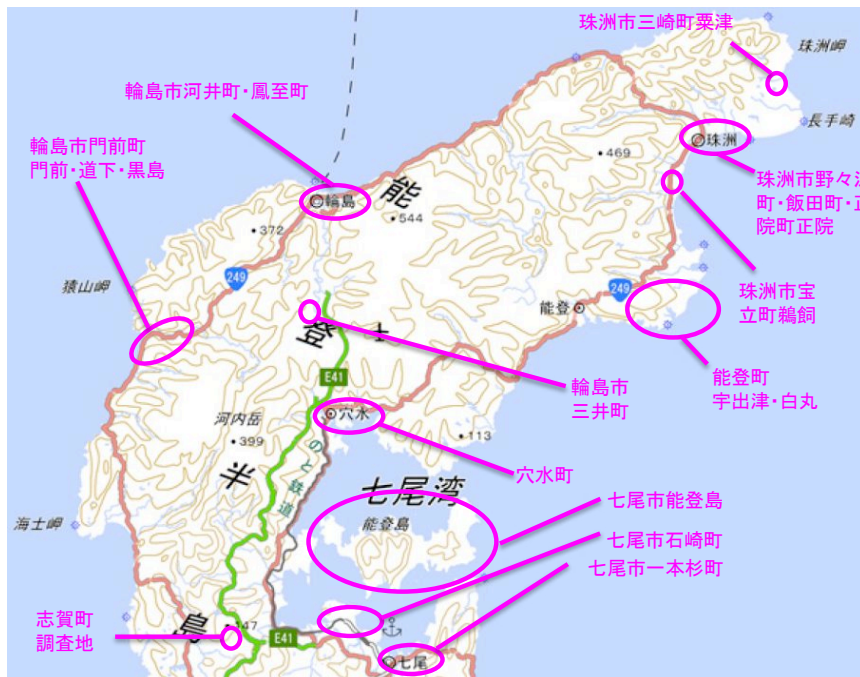 珠洲市三崎町粟津
珠洲岬
輪島市河井町・鳳至町
長手崎
輪島市門前町
門前・道下・黒島
・469
珠洲
珠洲市野々江
町・飯田町・正
院町正院
能
輪島
・544
・372
249
猿山岬
249
珠洲市宝
立町鵜飼
能登
登
E41
輪島市
三井町
能登町
宇出津・白丸
河内岳
・399
穴水
・113
穴水町
のと鉄道
半
七尾湾
能登島
七尾市能登島
海士岬
七尾市石崎町
七尾市一本杉町
志賀町
調査地
島
・147
E41
七尾